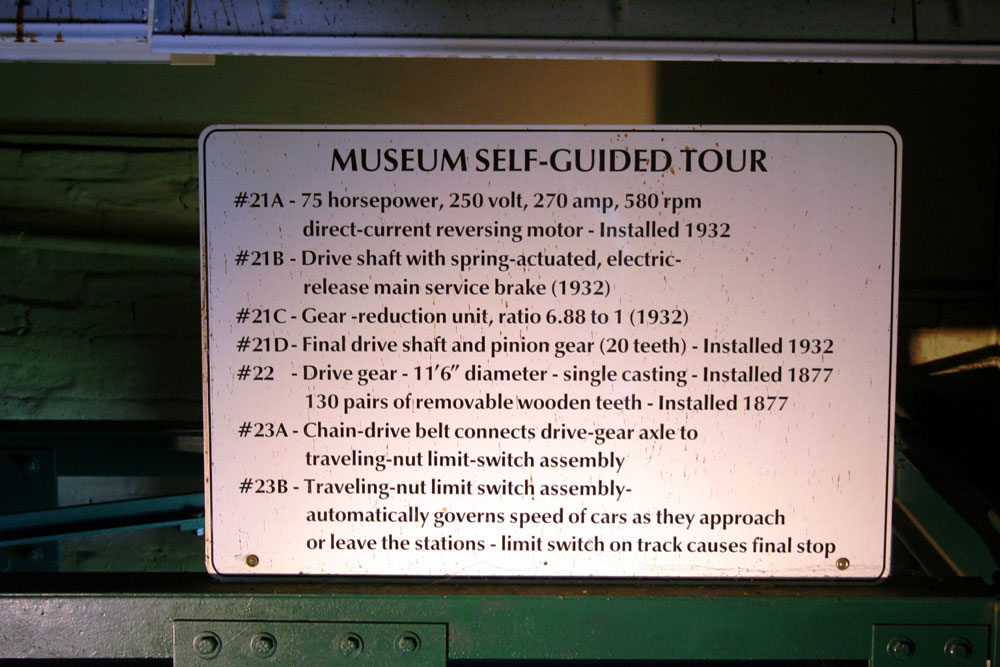 MUSEUM SELF-GUIDED TOUR
#21A - 75 horsepower, 250 volt, 270 amp, 580 rpm
direct-current reversing motor - Installed 1932
#21B - Drive shaft with spring-actuated, electric-
release main service brake (1932)
#21C - Gear -reduction unit, ratio 6.88 to 1 (1932)
#21D- Final drive shaft and pinion gear (20 teeth) - Installed 1932
#22 - Drive gear - 11'6" diameter - single casting - Installed 1877
130 pairs of removable wooden teeth - Installed 1877
#23A - Chain-drive belt connects drive-gear axle to
traveling-nut limit-switch assembly
#23B - Traveling-nut limit switch assembly-
automatically governs speed of cars as they approach
or leave the stations - limit switch on track causes final stop